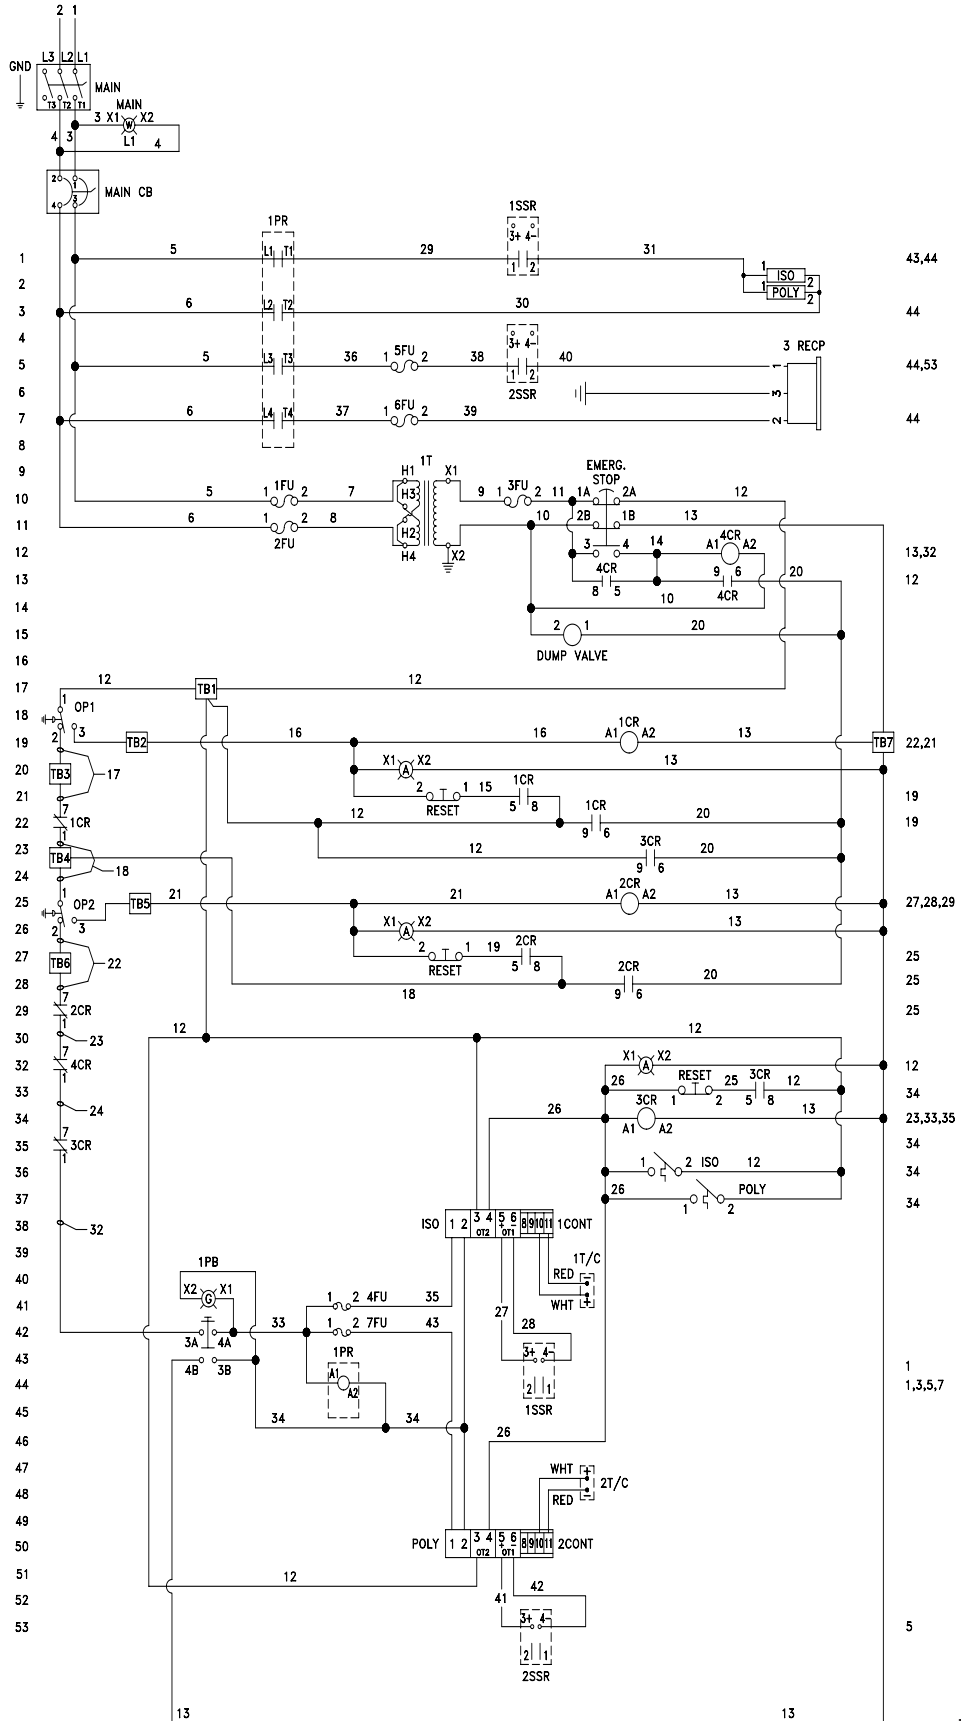 2 1
L3 L2 L1
GND
MAIN
T3 T2 T1
MAIN
3 X1 W X2
L1
4 3 4
2 1
MAIN CB
4 3
1SSR
1PR
3+ 4-
1 5 L1 T1 29 1 2 31 43,44
2 1 ISO 2
1 POLY 2
3 6 L2 T2 30 44
4 3+ 4-
5 5 L3 T3 36 1 5FU 2 38 1 2 40 3 RECP 1 44,53
2SSR
6 3
7 6 L4 T4 37 1 6FU 2 39 2 44
8
9 1T EMERG.
STOP
H1 X1
10 5 1 1FU 2 7 H3 9 1 3FU 2 11 1A 2A 12
11 6 1 2 8 H2 10 2B 1B 13
2FU
12 H4 X2 3 4 14 A1 4CR A2 13,32
13 4CR 8 5 9 6 4CR 20 12
14 10
15 2 1 20
DUMP VALVE
16
17 12 TB1 12
18 1 OP1
2 3
19 TB2 16 16 A1 1CR A2 13 TB7 22,21
20 TB3 17 X1 A X2 13
21 2 1 15 1CR 5 8 19
RESET
22 7 1CR 1 12 1CR 9 6 20 19
23 TB4 12 3CR 9 6 20
24 18
25 1 OP2 TB5 21 21 A1 2CR A2 13 27,28,29
2 3
26 X1 A X2 13
27 TB6 22 2 1 19 2CR 5 8 25
RESET
28 18 2CR 9 6 20 25
29 7 2CR 1 25
30 23 12 12
32 7 4CR 1 X1 A X2 12
33 26 RESET 1 2 25 3CR 5 8 12 34
34 24 26 3CR A1 A2 13 23,33,35
35 7 3CR 1 34
36 1 2 ISO 12 34
37 26 1 2 POLY 34
38 32 ISO 1 2 3 4 OT2 5+ 6- OT1 8 9 10 11 1CONT
39
40 1PB RED 1T/C -
41 X2 G X1 1 2 4FU 35 WHT +
27
42 3A 4A 33 1 2 7FU 43 28
43 4B 3B 1PR 3+ 4- 1
44 A1 A2 2 1 1,3,5,7
1SSR
45 34 34
46 26
47 WHT +
48 RED - 2T/C
49
50 POLY 1 2 3 4 OT2 5+ 6- OT1 8 9 10 11 2CONT
51 12
52 41 42
53 3+ 4- 5
2 1
2SSR
13 13